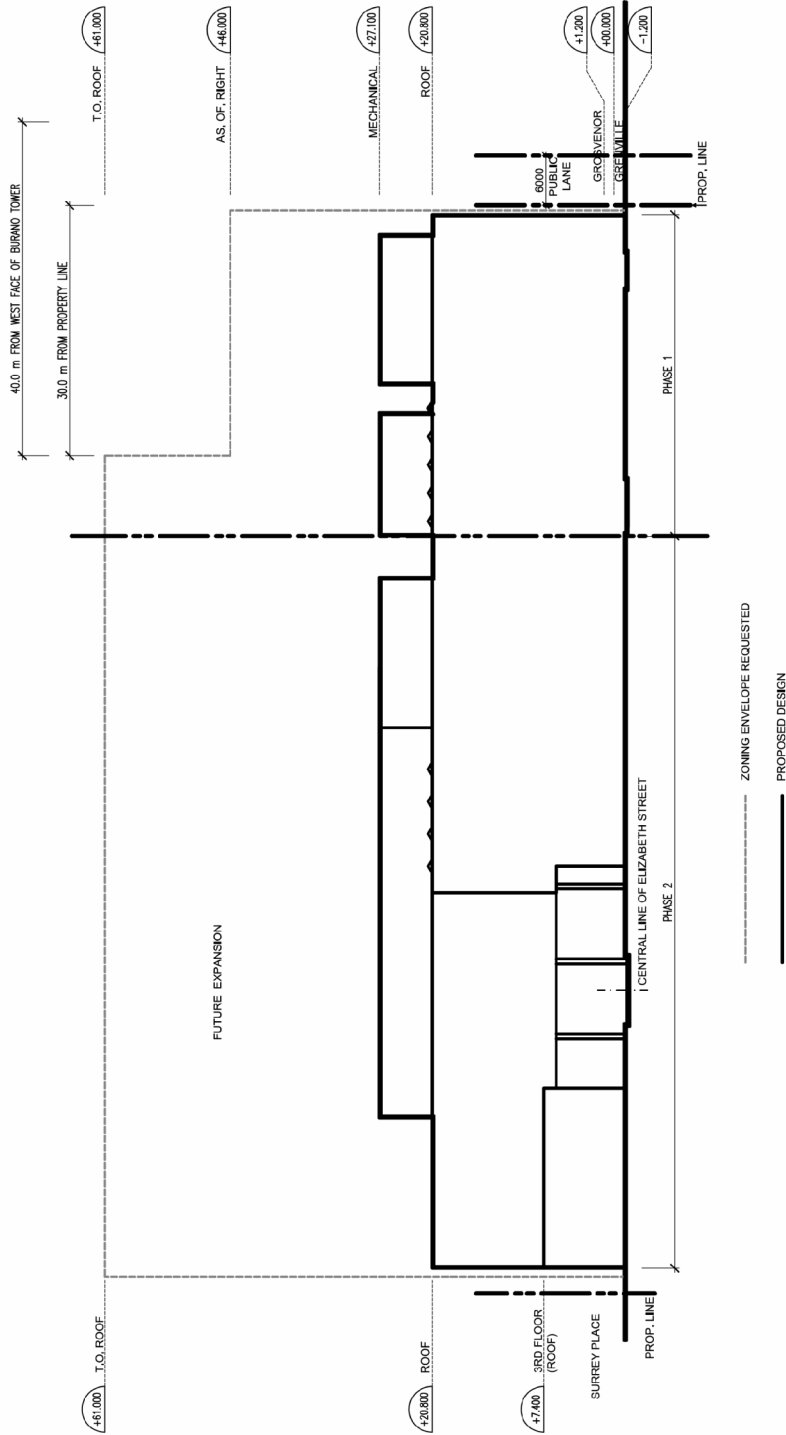 40.0 m FROM WEST FACE OF BURANO TOWER
30.0 m FROM PROPERTY LINE
+61.000
T.O. ROOF
+61.000
T.O. ROOF
FUTURE EXPANSION
+46.000
AS. OF. RIGHT
+27.100
MECHANICAL
+20.800
ROOF
+20.800
ROOF
+7.400
3RD FLOOR
(ROOF)
SURREY PLACE
PROP. LINE
6000
PUBLIC
LANE
+1.200
GROSVENOR
+00.000
GRENVILLE
-1.200
PROP. LINE
CENTRAL LINE OF ELIZABETH STREET
PHASE 2
PHASE 1
ZONING ENVELOPE REQUESTED
PROPOSED DESIGN